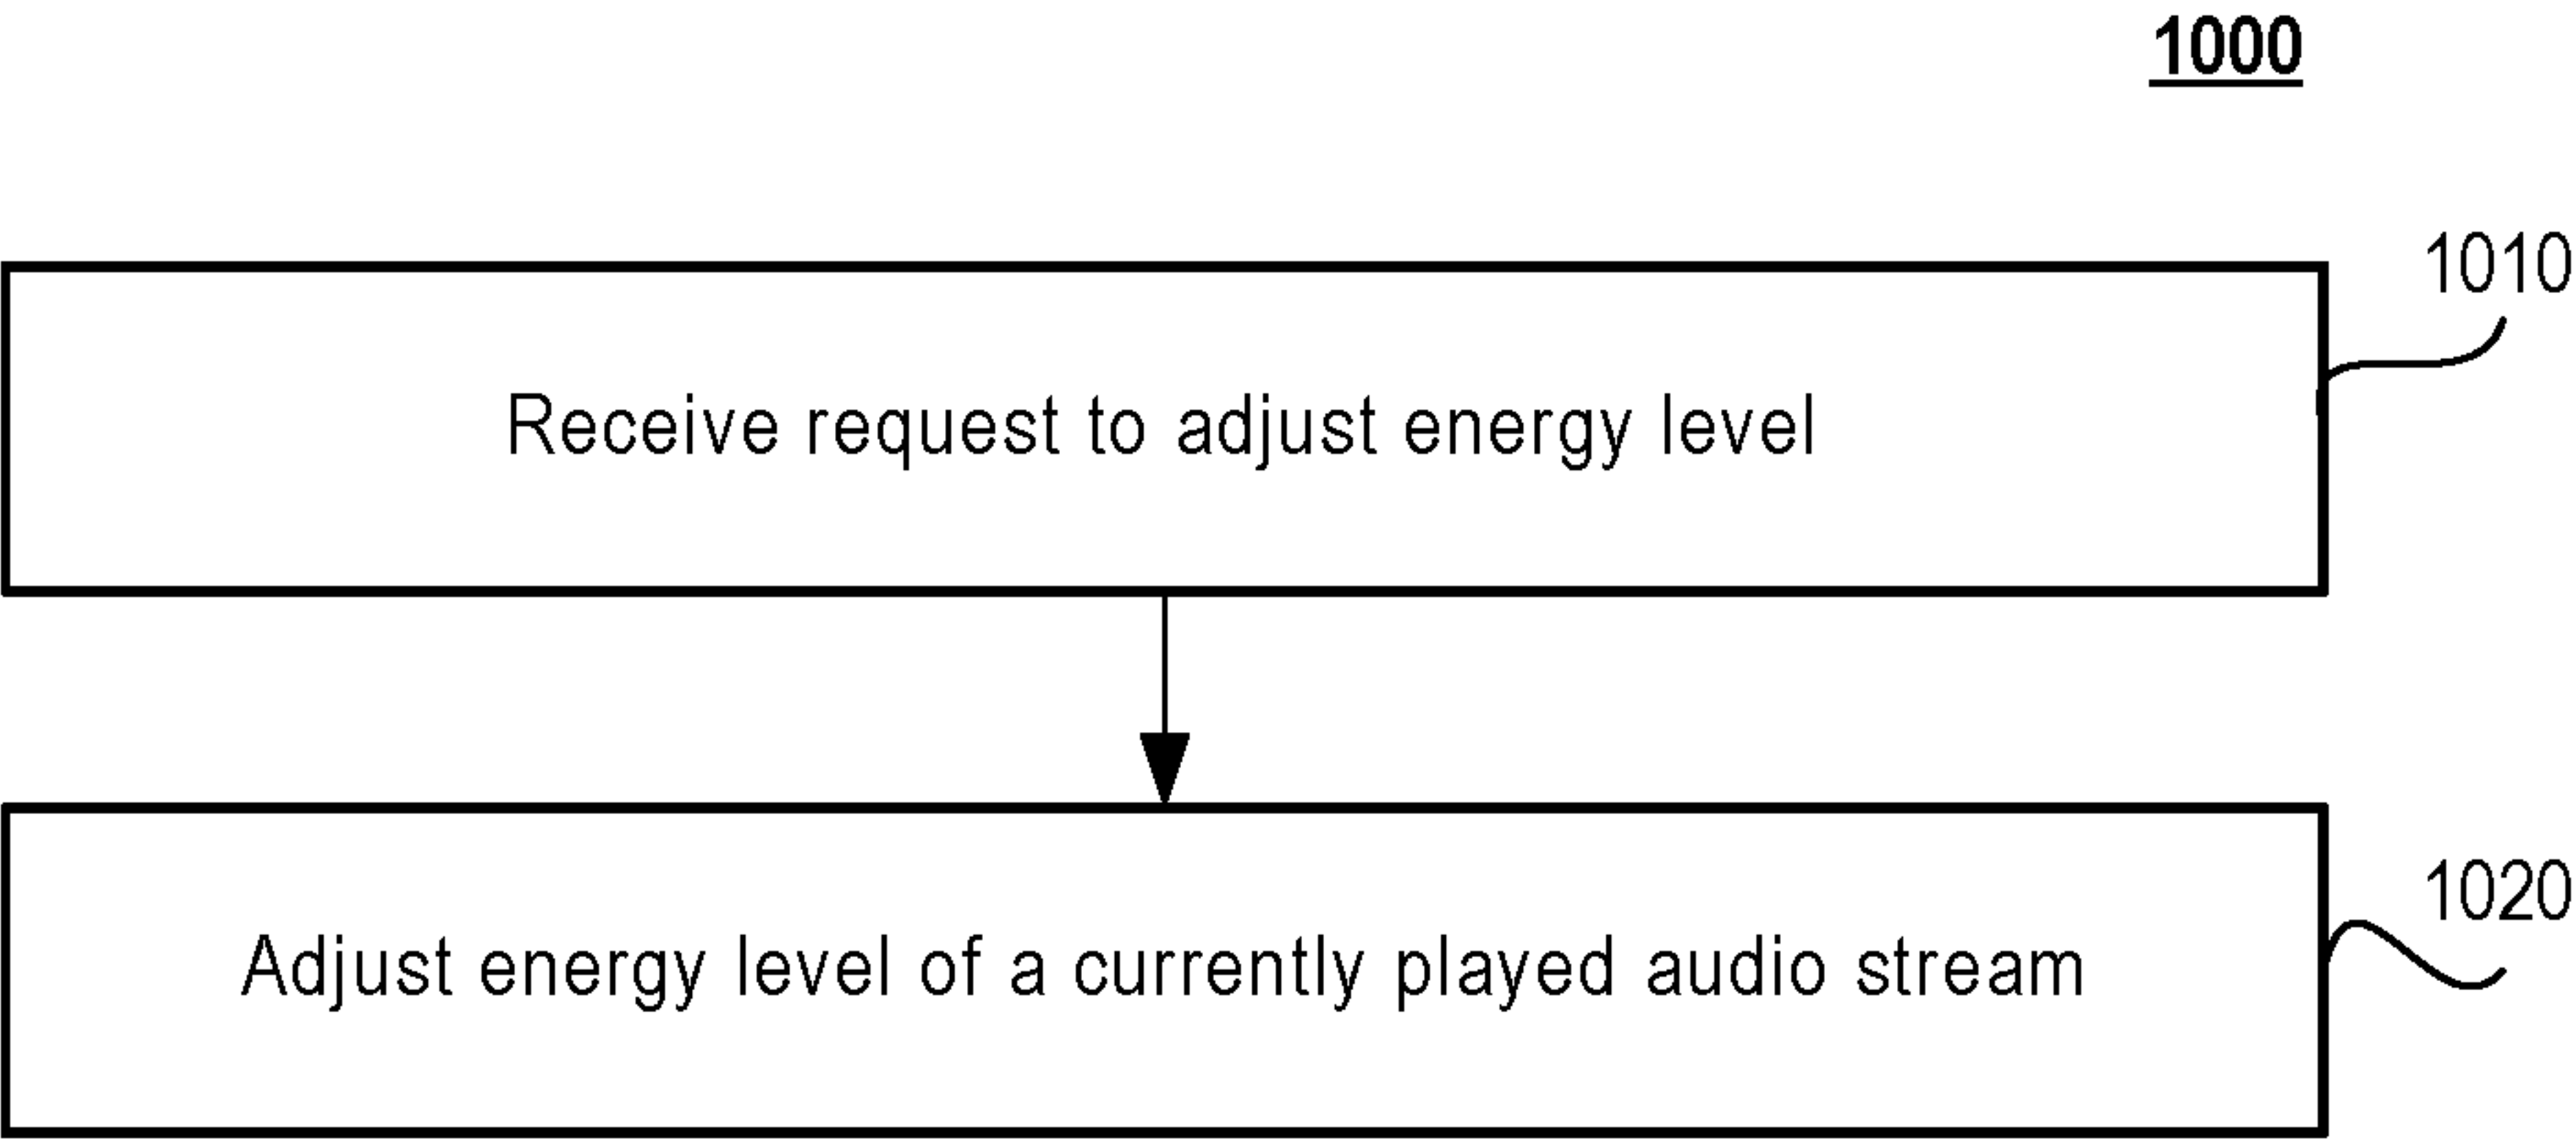 1000
1010
Receive request to adjust energy level
1020
Adjust energy level of a currently played audio stream